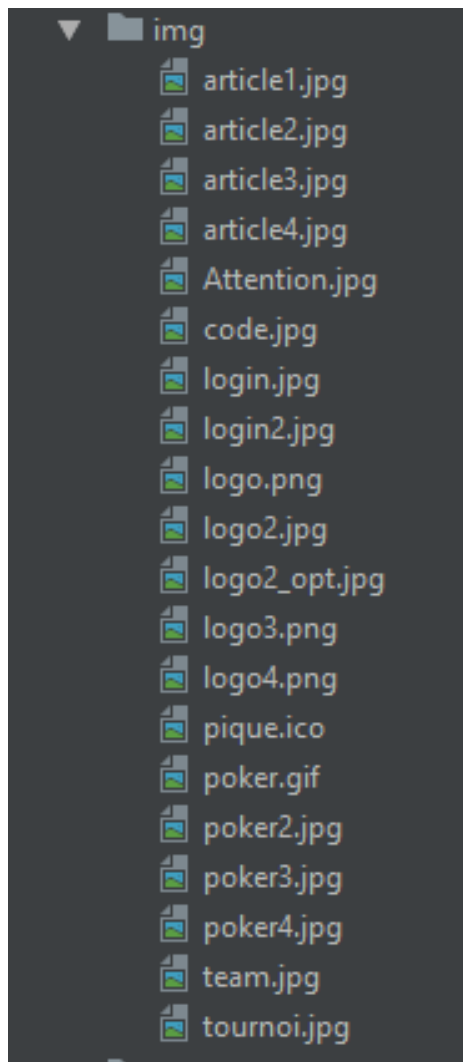 img
article1.jpg
article2.jpg
article3.jpg
article4.jpg
Attention.jpg
code.jpg
login.jpg
login2.jpg
logo.png
logo2.jpg
logo2_opt.jpg
logo3.png
logo4.png
pique.ico
poker.gif
poker2.jpg
poker3.jpg
poker4.jpg
team.jpg
tournoi.jpg